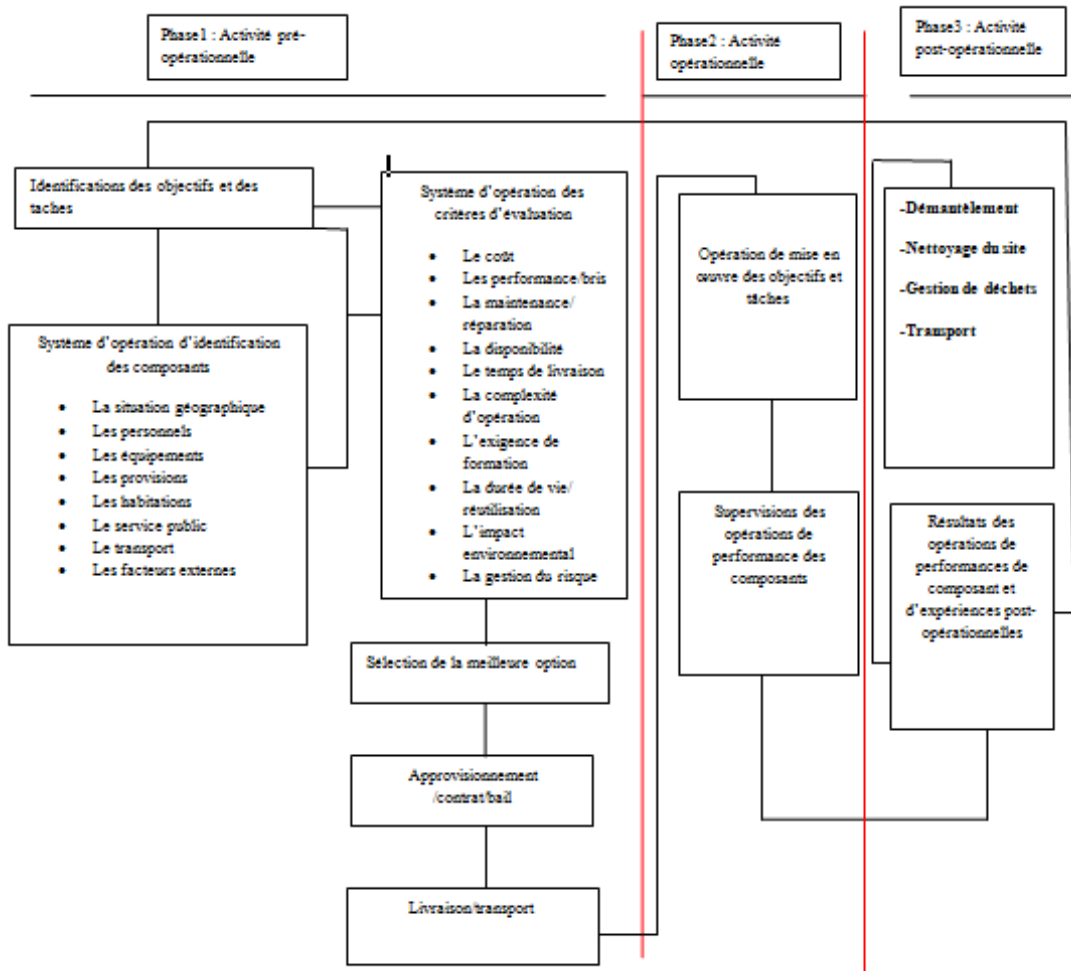 Phase1 : Activité pré-
opérationnelle
Phase2 : Activité
opérationnelle
Phase3 : Activité
post-opérationnelle
Identifications des objectifs et des
taches
Système d’opération d’identification
des composants
• La situation géographique
• Les personnels
• Les équipements
• Les provisions
• Les habitations
• Le service public
• Le transport
• Les facteurs externes
Système d’opération des
critères d’évaluation
• Le coût
• Les performance/bris
• La maintenance/
réparation
• La disponibilité
• Le temps de livraison
• La complexité
d’opération
• L’exigence de
formation
• La durée de vie/
réutilisation
• L’impact
environnemental
• La gestion du risque
Sélection de la meilleure option
Approvisionnement
/contrat/bail
Livraison/transport
Opération de mise en
œuvre des objectifs et
tâches
Supervisions des
opérations de
performance des
composants
-Démantèlement
-Nettoyage du site
-Gestion de déchets
-Transport
Résultats des
opérations de
performances de
composant et
d’expériences post-
opérationnelles